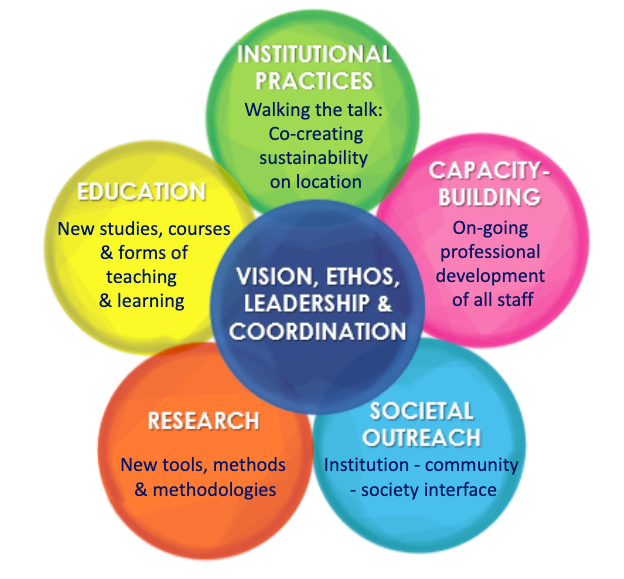 INSTITUTIONAL
PRACTICES
Walking the talk:
Co-creating
sustainability
on location
EDUCATION
New studies, courses
& forms of
teaching
& learning
CAPACITY-
BUILDING
On-going
professional
development
of all staff
VISION, ETHOS,
LEADERSHIP &
COORDINATION
RESEARCH
New tools, methods
& methodologies
SOCIETAL
OUTREACH
Institution - community
- society interface